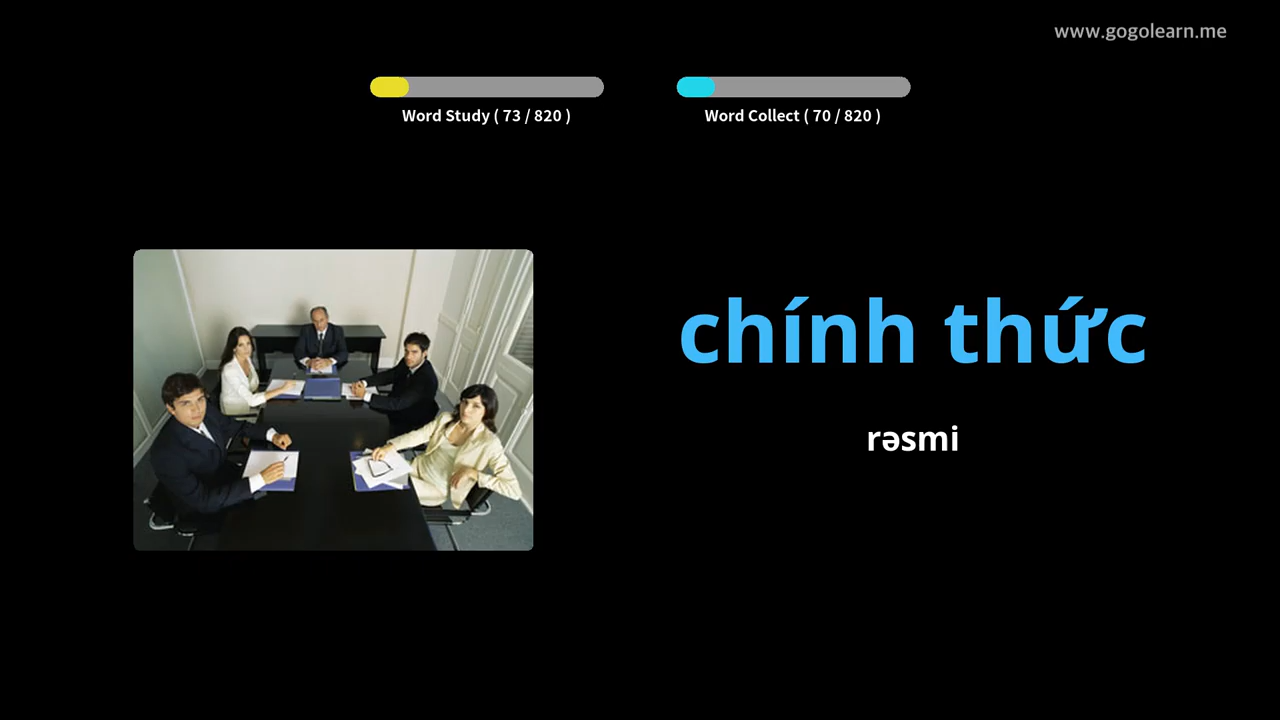 www.gogolearn.me
Word Study ( 73 / 820 )
Word Collect ( 70 / 820 )
chính thức
rəsmi